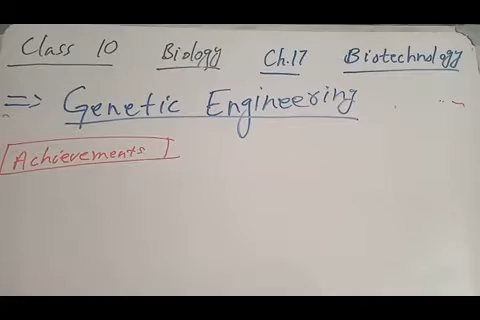 Class 10 Biology Ch.17 Biotechnology
=> Genetic Engineering
Achievements